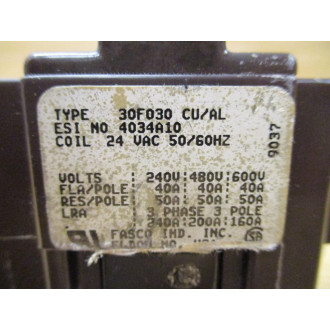 TYPE 30F030 CU/AL
ESI NO 4034A10
COIL 24 VAC 50/60HZ
9037
VOLTS 240V 480V 600V
FLA/POLE 40A 40A 40A
RES/POLE 50A 50A 50A
LRA 3 PHASE 3 POLE
240A 200A 160A
FASCO IND. INC.
ELDON MO.